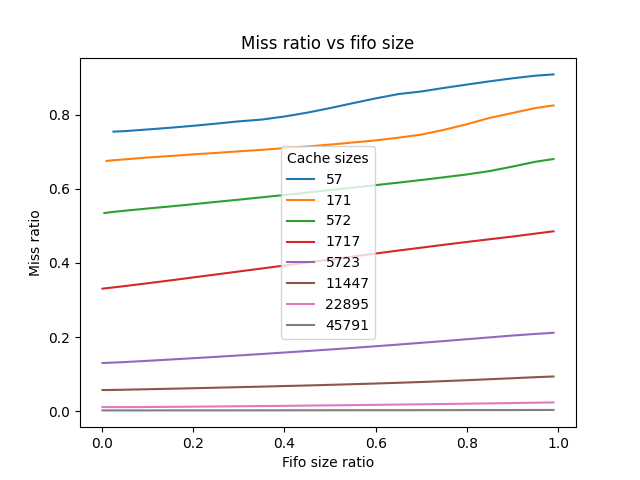 Miss ratio vs fifo size
Miss ratio
0.8
0.6
0.4
0.2
0.0
Cache sizes
57
171
572
1717
5723
11447
22895
45791
0.0 0.2 0.4 0.6 0.8 1.0
Fifo size ratio